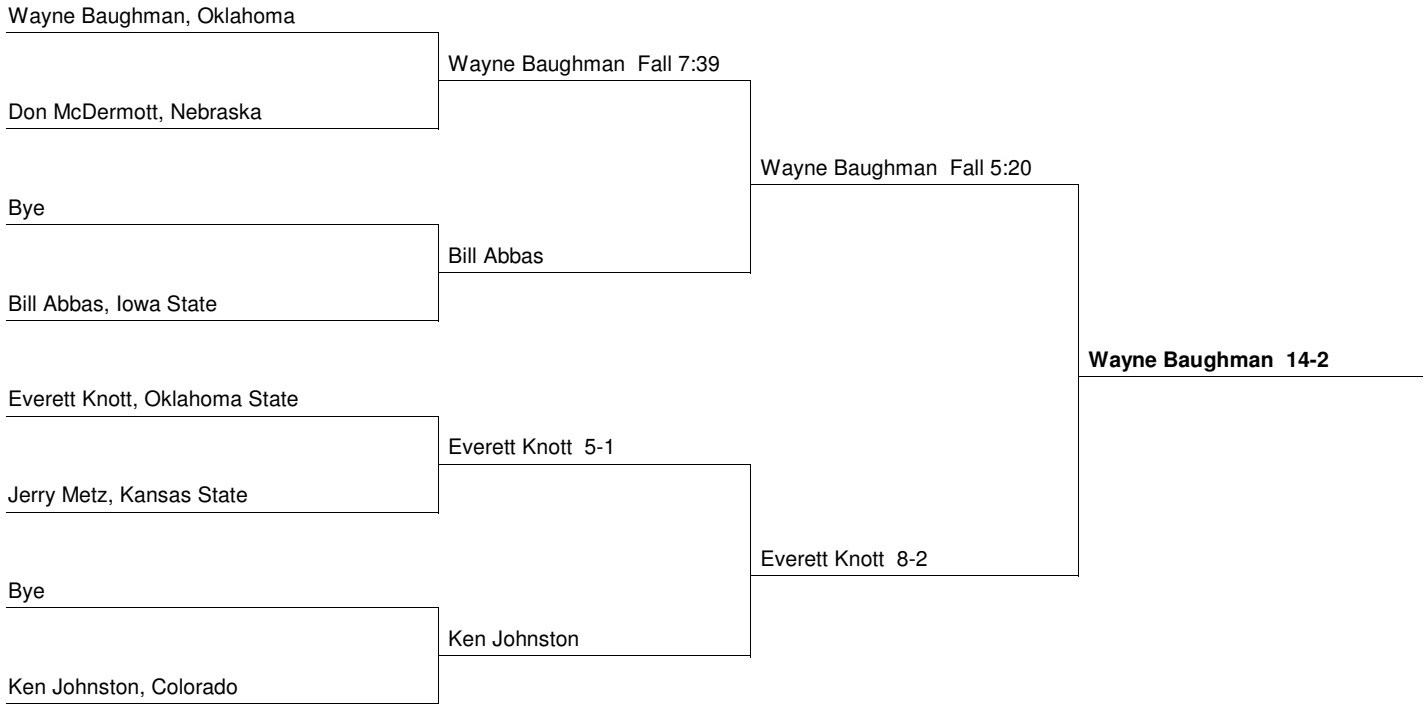 Wayne Baughman, Oklahoma
Wayne Baughman  Fall 7:39
Don McDermott, Nebraska
Wayne Baughman  Fall 5:20
Bye
Bill Abbas
Bill Abbas, Iowa State
Wayne Baughman  14-2
Everett Knott, Oklahoma State
Everett Knott  5-1
Jerry Metz, Kansas State
Everett Knott  8-2
Bye
Ken Johnston
Ken Johnston, Colorado